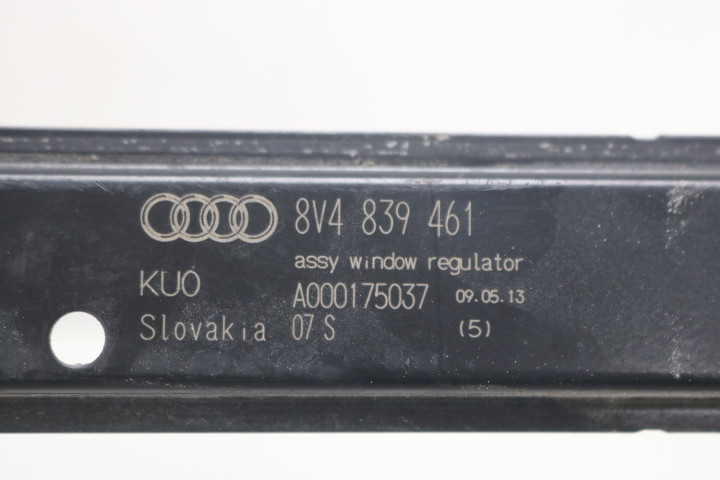 8V4 839 461
assy window regulator
KUO A000175037 09.05.13
Slovakia 07 S (5)